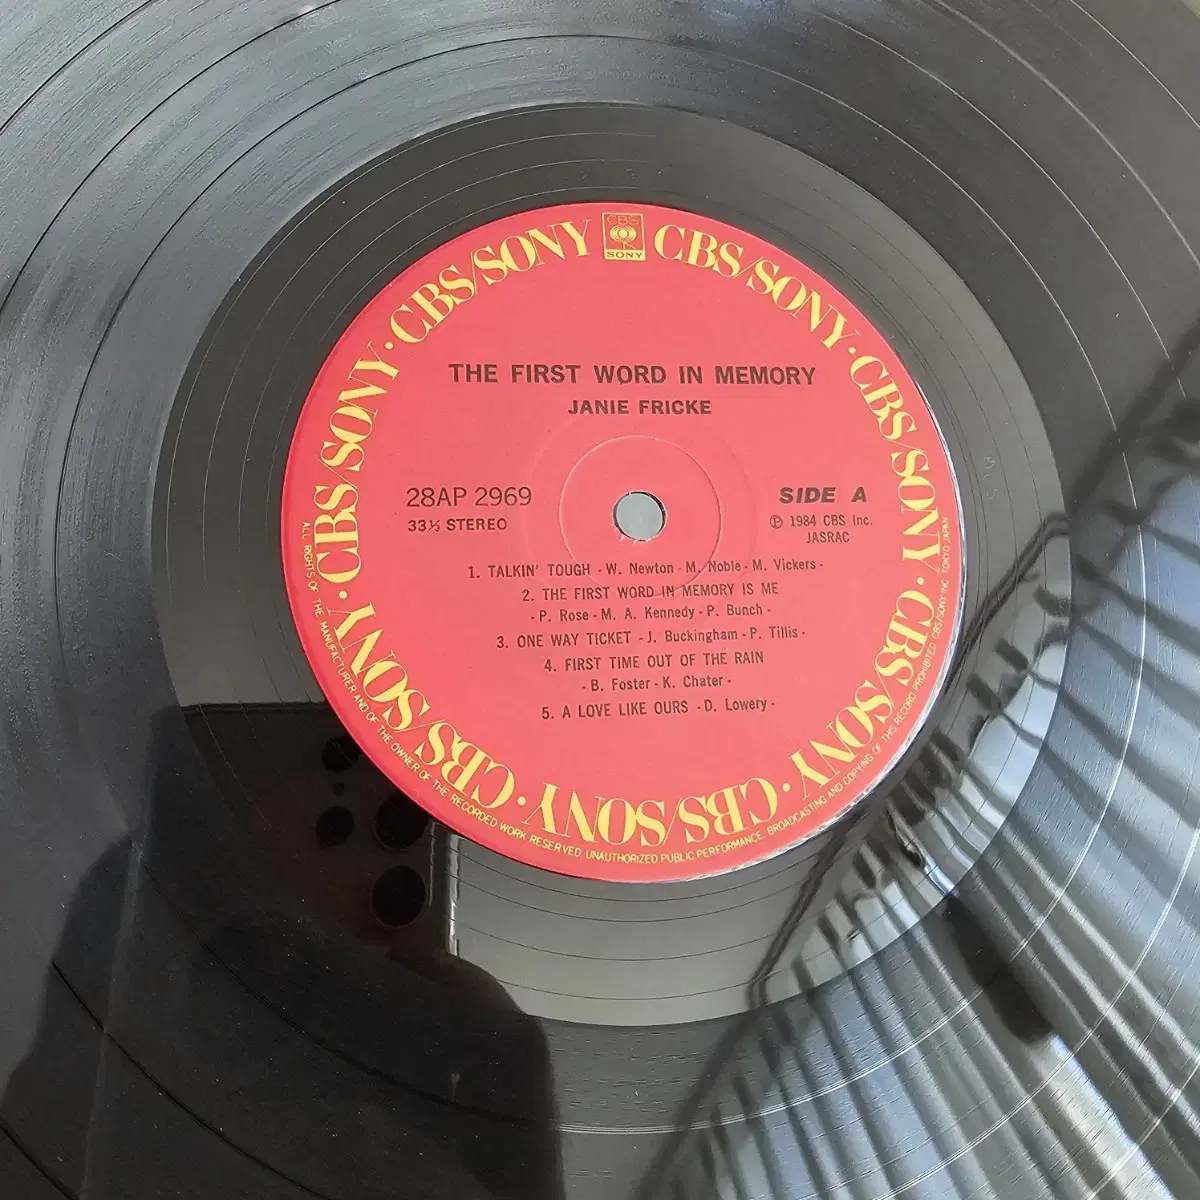 CBS
SONY
CBS/SONY · CBS/SONY · CBS/SONY · CBS/SONY · CBS/SONY · CBS/SONY · CBS/SONY · CBS/SONY · CBS/SONY
THE FIRST WORD IN MEMORY
JANIE FRICKE
28AP 2969
33⅓ STEREO
SIDE A
Ⓟ 1984 CBS Inc.
JASRAC
1. TALKIN' TOUGH - W. Newton - M. Noble - M. Vickers -
2. THE FIRST WORD IN MEMORY IS ME
- P. Rose - M. A. Kennedy - P. Bunch -
3. ONE WAY TICKET - J. Buckingham - P. Tillis -
4. FIRST TIME OUT OF THE RAIN
- B. Foster - K. Chater -
5. A LOVE LIKE OURS - D. Lowery -
ALL RIGHTS OF THE MANUFACTURER AND OF THE OWNER OF THE RECORDED WORK RESERVED UNAUTHORIZED PUBLIC PERFORMANCE. BROADCASTING AND COPYING OF THIS RECORD PROHIBITED CBS/SONY INC. TOKYO JAPAN